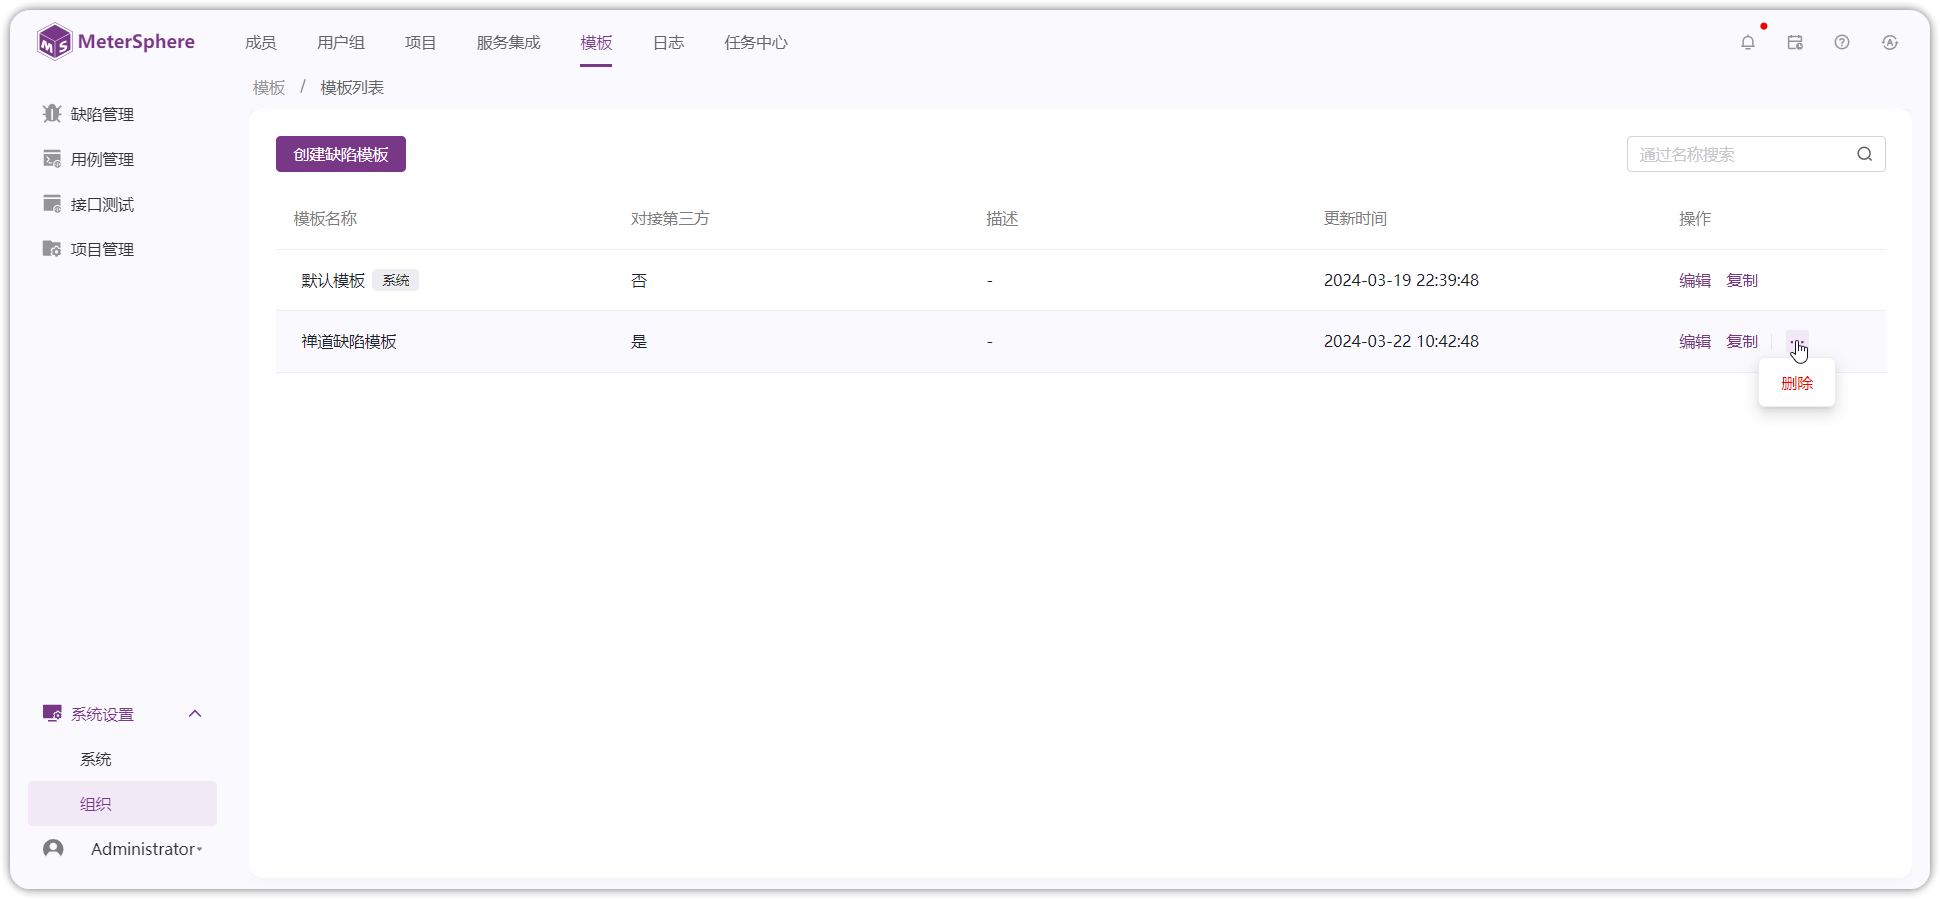 MeterSphere
成员 用户组 项目 服务集成 模板 日志 任务中心
模板 / 模板列表
缺陷管理
用例管理
接口测试
项目管理
创建缺陷模板
通过名称搜索
模板名称 对接第三方 描述 更新时间 操作
默认模板 系统 否 - 2024-03-19 22:39:48 编辑 复制
禅道缺陷模板 是 - 2024-03-22 10:42:48 编辑 复制
删除
系统设置
系统
组织
Administrator